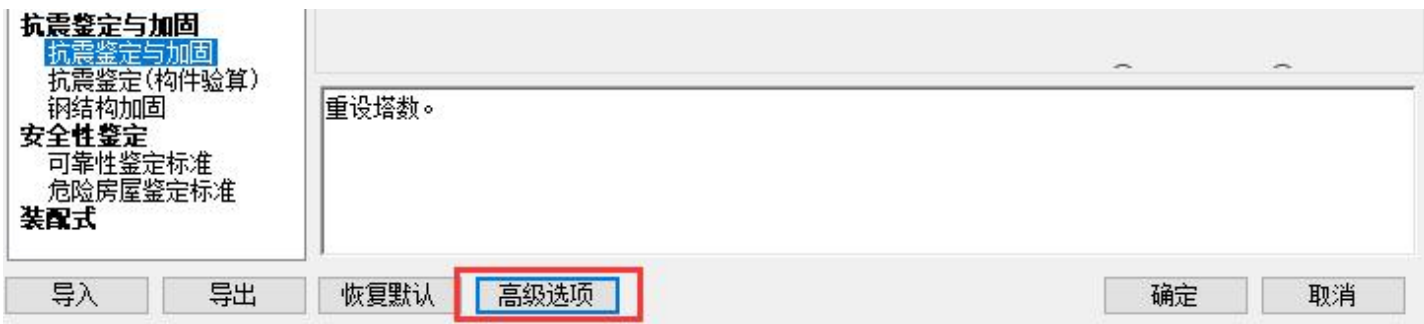 抗震鉴定与加固
抗震鉴定与加固
抗震鉴定(构件验算)
钢结构加固
安全性鉴定
可靠性鉴定标准
危险房屋鉴定标准
装配式
重设塔数。
导入 导出 恢复默认 高级选项 确定 取消